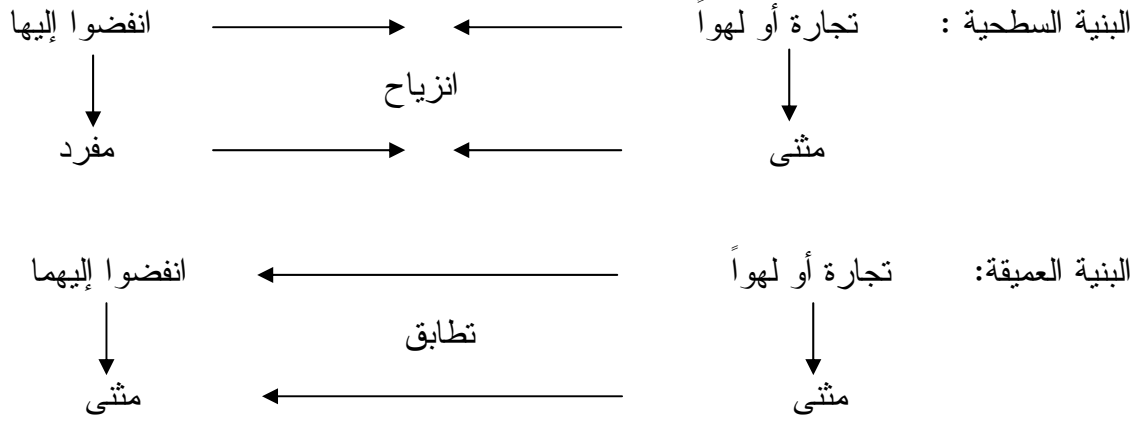 البنية السطحية : تجارة أو لهواً انفضوا إليها
انزياح
مثنى مفرد
البنية العميقة: تجارة أو لهواً انفضوا إليهما
تطابق
مثنى مثنى